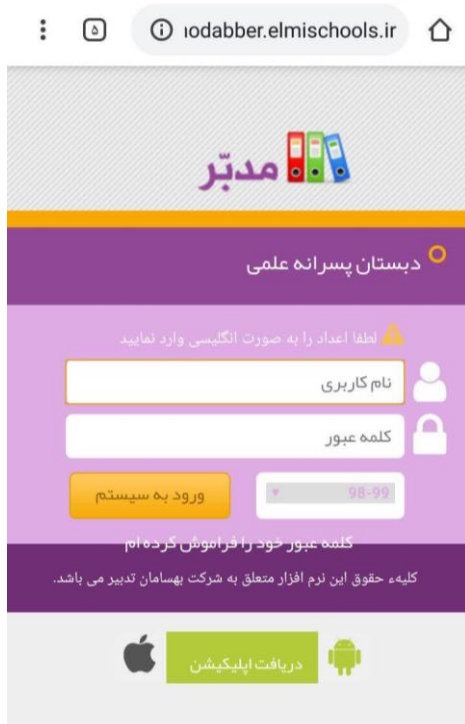 ۵
iodabber.elmischools.ir
مدبّر
دبستان پسرانه علمی
لطفا اعداد را به صورت انگلیسی وارد نمایید
نام کاربری
کلمه عبور
98-99
ورود به سیستم
کلمه عبور خود را فراموش کرده ام
کلیهء حقوق این نرم افزار متعلق به شرکت بهسامان تدبیر می باشد.
دریافت اپلیکیشن